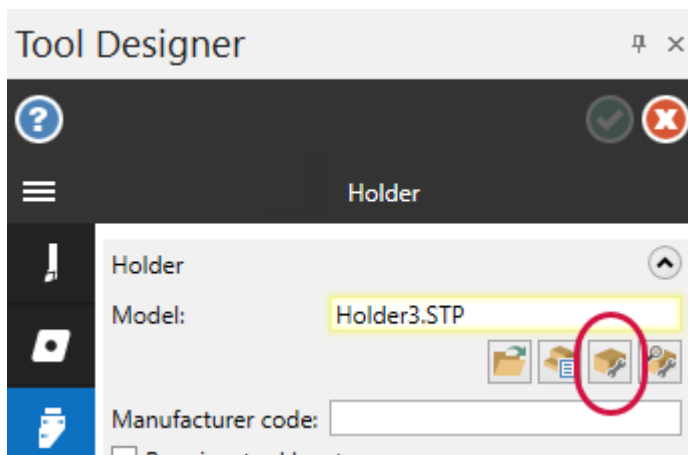 Tool Designer
Holder
Holder
Model: Holder3.STP
Manufacturer code: